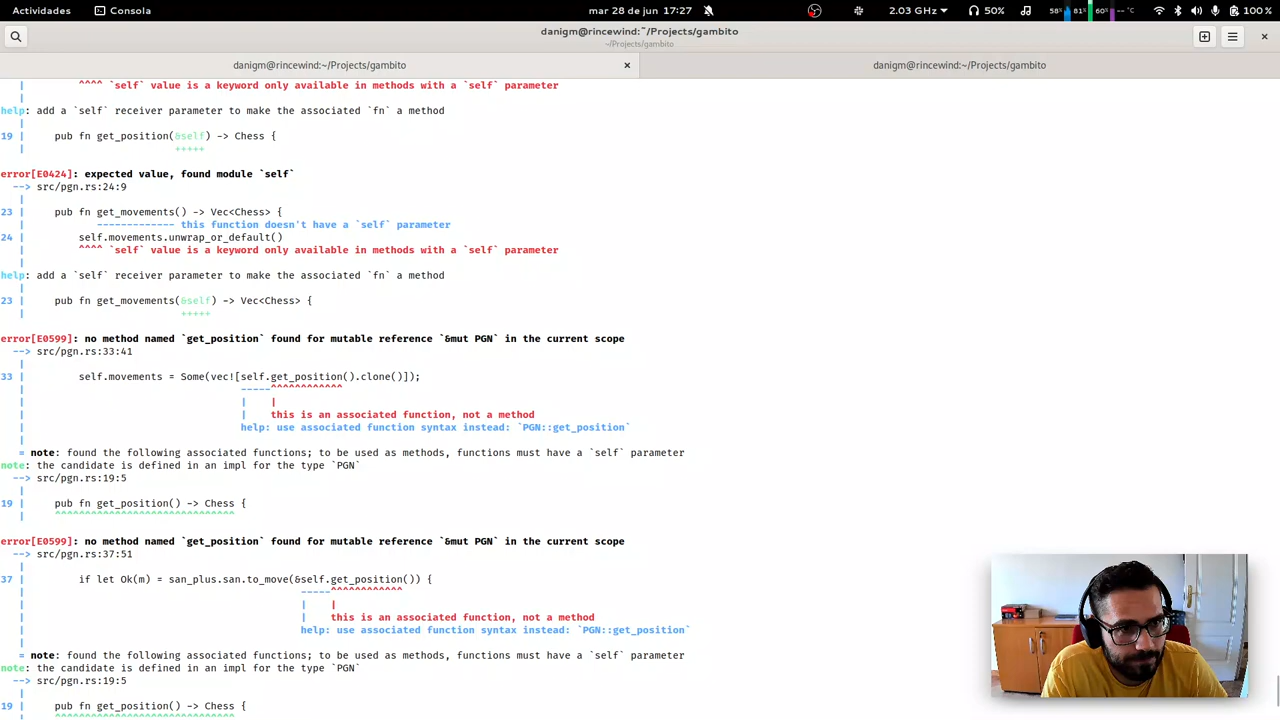 Actividades Consola mar 28 de jun 17:27 2.03 GHz 50% 58% 81% 60% -- °C 100 %
danigm@rincewind:~/Projects/gambito
~/Projects/gambito
danigm@rincewind:~/Projects/gambito × danigm@rincewind:~/Projects/gambito
| ^^^^ `self` value is a keyword only available in methods with a `self` parameter
|
help: add a `self` receiver parameter to make the associated `fn` a method
|
19 | pub fn get_position(&self) -> Chess {
| +++++
error[E0424]: expected value, found module `self`
--> src/pgn.rs:24:9
|
23 | pub fn get_movements() -> Vec<Chess> {
| ------------- this function doesn't have a `self` parameter
24 | self.movements.unwrap_or_default()
| ^^^^ `self` value is a keyword only available in methods with a `self` parameter
|
help: add a `self` receiver parameter to make the associated `fn` a method
|
23 | pub fn get_movements(&self) -> Vec<Chess> {
| +++++
error[E0599]: no method named `get_position` found for mutable reference `&mut PGN` in the current scope
--> src/pgn.rs:33:41
|
33 | self.movements = Some(vec![self.get_position().clone()]);
| -----^^^^^^^^^^^^
| | |
| | this is an associated function, not a method
| help: use associated function syntax instead: `PGN::get_position`
|
= note: found the following associated functions; to be used as methods, functions must have a `self` parameter
note: the candidate is defined in an impl for the type `PGN`
--> src/pgn.rs:19:5
|
19 | pub fn get_position() -> Chess {
| ^^^^^^^^^^^^^^^^^^^^^^^^^^^^^^
error[E0599]: no method named `get_position` found for mutable reference `&mut PGN` in the current scope
--> src/pgn.rs:37:51
|
37 | if let Ok(m) = san_plus.san.to_move(&self.get_position()) {
| -----^^^^^^^^^^^^
| | |
| | this is an associated function, not a method
| help: use associated function syntax instead: `PGN::get_position`
|
= note: found the following associated functions; to be used as methods, functions must have a `self` parameter
note: the candidate is defined in an impl for the type `PGN`
--> src/pgn.rs:19:5
|
19 | pub fn get_position() -> Chess {
| ^^^^^^^^^^^^^^^^^^^^^^^^^^^^^^